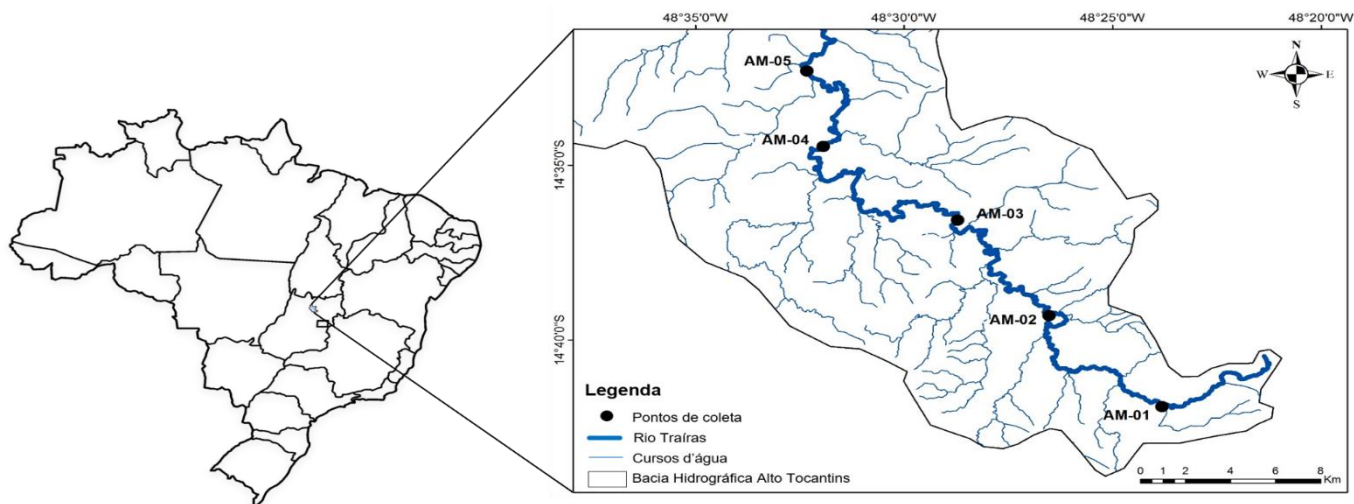 48°35'0"W
48°30'0"W
48°25'0"W
48°20'0"W
AM-05
N
W
E
S
AM-04
14°35'0"S
AM-03
AM-02
14°40'0"S
Legenda
Pontos de coleta
AM-01
Rio Traíras
Cursos d'água
Bacia Hidrográfica Alto Tocantins
0 1 2 4 6 8
Km